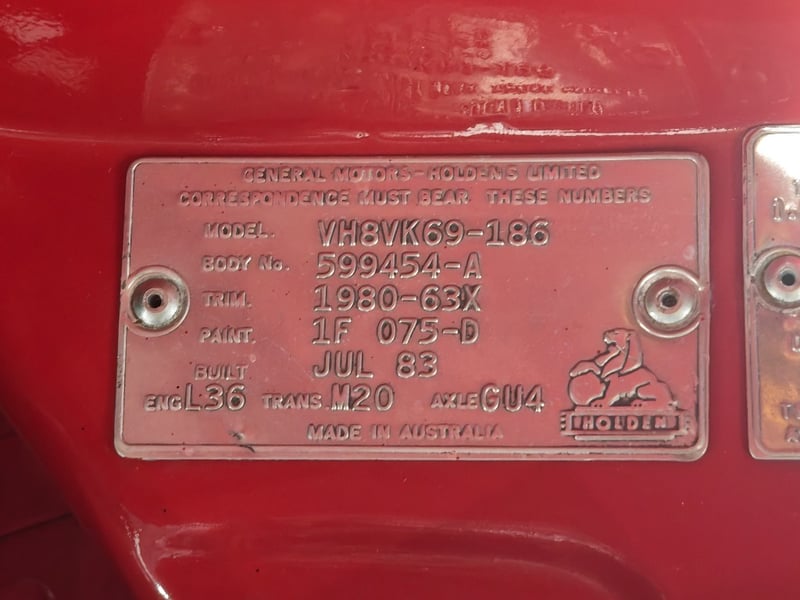 GENERAL MOTORS-HOLDEN'S LIMITED
CORRESPONDENCE MUST BEAR THESE NUMBERS
MODEL. VH8VK69-186
BODY No. 599454-A
TRIM. 1980-63X
PAINT. 1F 075-D
BUILT JUL 83
ENG L36 TRANS. M20 AXLE GU4
HOLDEN
MADE IN AUSTRALIA